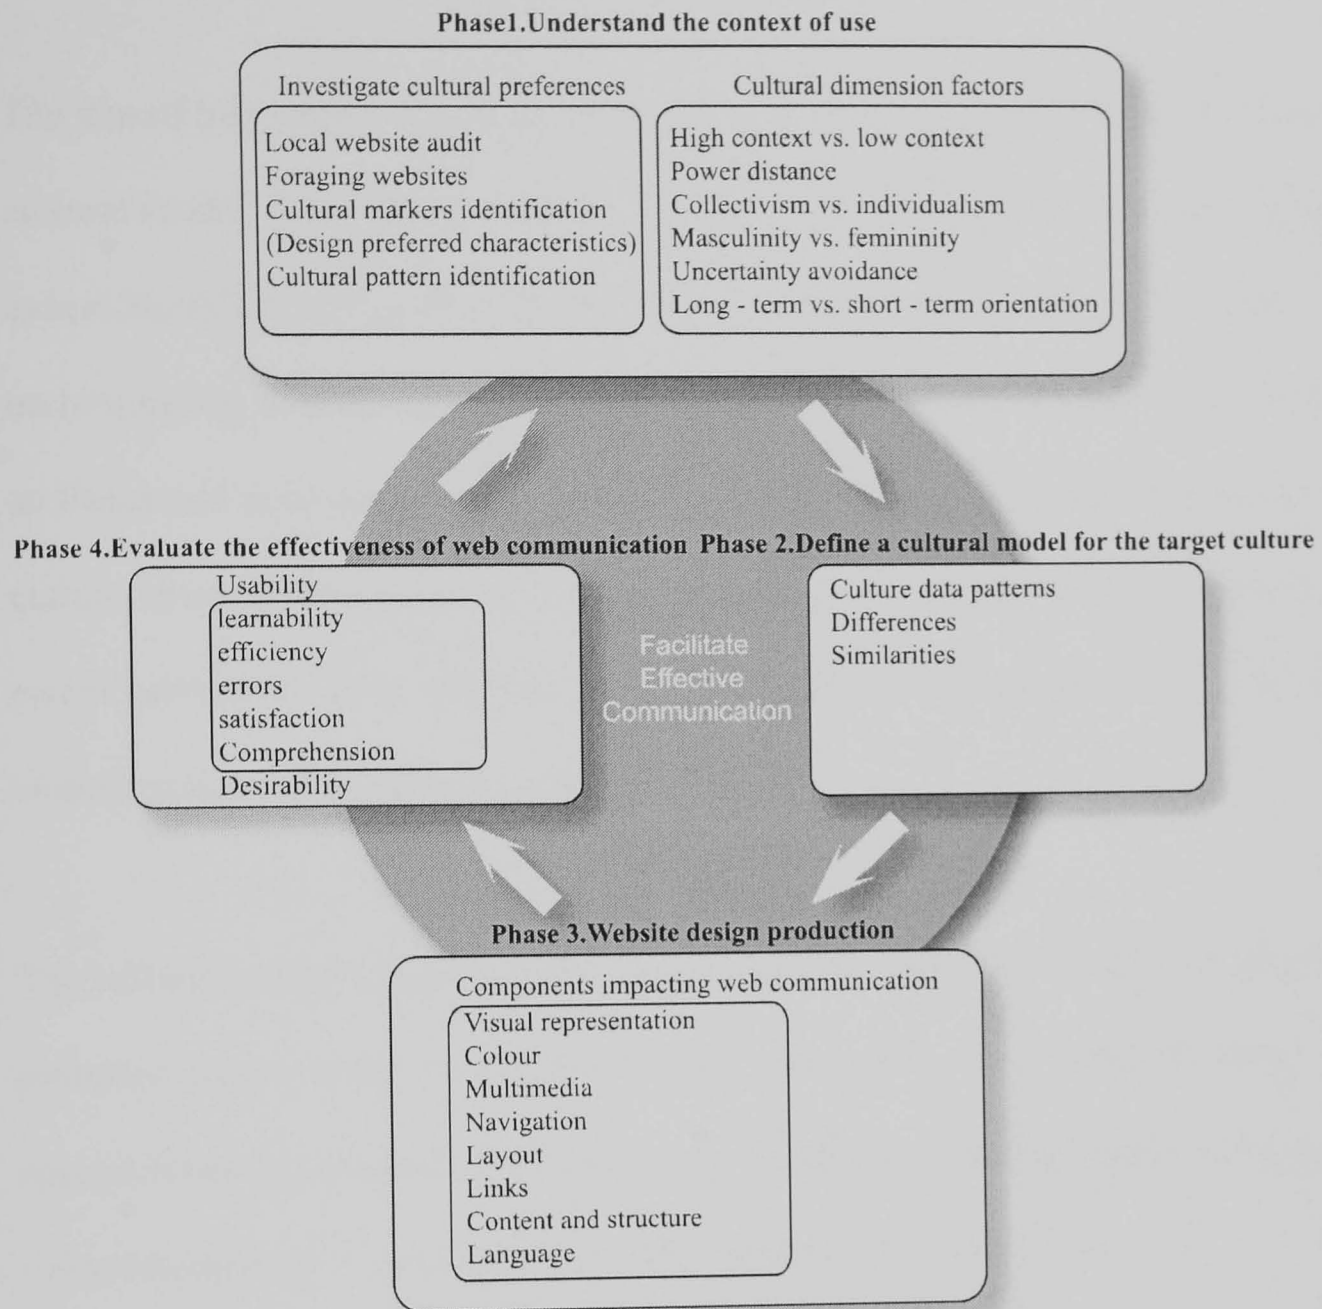 Phase1.Understand the context of use
Investigate cultural preferences
Local website audit
Foraging websites
Cultural markers identification
(Design preferred characteristics)
Cultural pattern identification
Cultural dimension factors
High context vs. low context
Power distance
Collectivism vs. individualism
Masculinity vs. femininity
Uncertainty avoidance
Long - term vs. short - term orientation
Phase 4.Evaluate the effectiveness of web communication
Usability
learnability
efficiency
errors
satisfaction
Comprehension
Desirability
Facilitate
Effective
Communication
Phase 2.Define a cultural model for the target culture
Culture data patterns
Differences
Similarities
Phase 3.Website design production
Components impacting web communication
Visual representation
Colour
Multimedia
Navigation
Layout
Links
Content and structure
Language